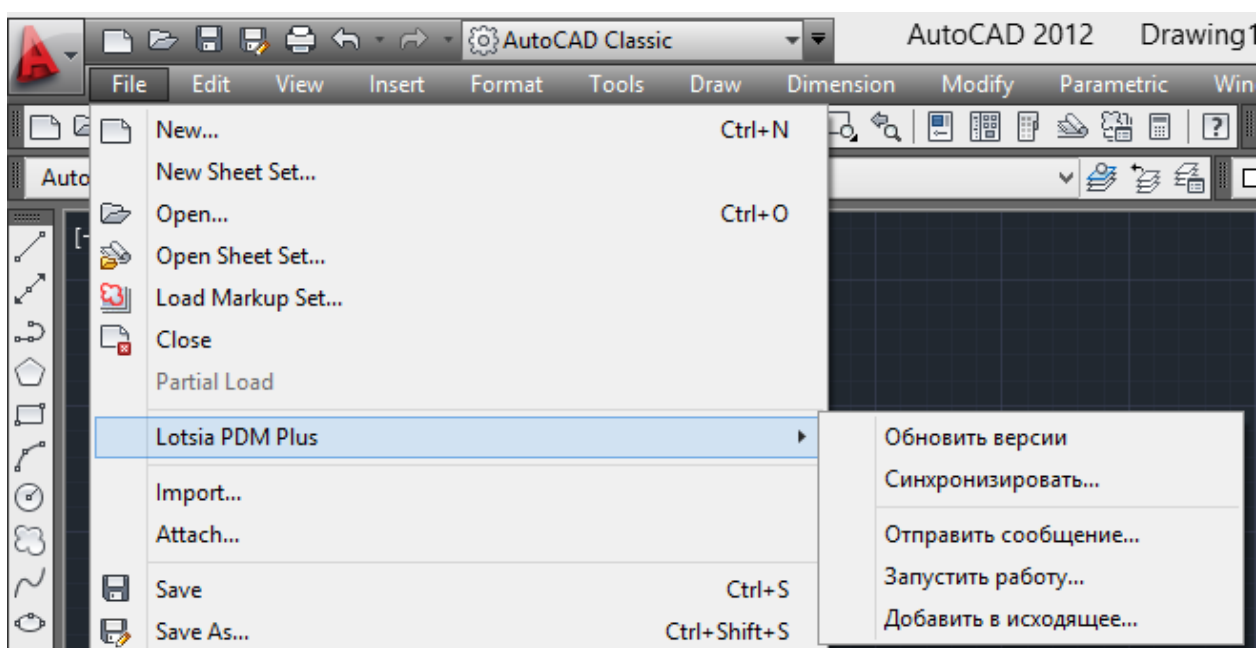 AutoCAD Classic AutoCAD 2012 Drawing1
File Edit View Insert Format Tools Draw Dimension Modify Parametric Win
New... Ctrl+N
Auto
New Sheet Set...
Open... Ctrl+O
[-
Open Sheet Set...
Load Markup Set...
Close
Partial Load
Lotsia PDM Plus
Обновить версии
Синхронизировать...
Import...
Attach...
Отправить сообщение...
Запустить работу...
Добавить в исходящее...
Save Ctrl+S
Save As... Ctrl+Shift+S